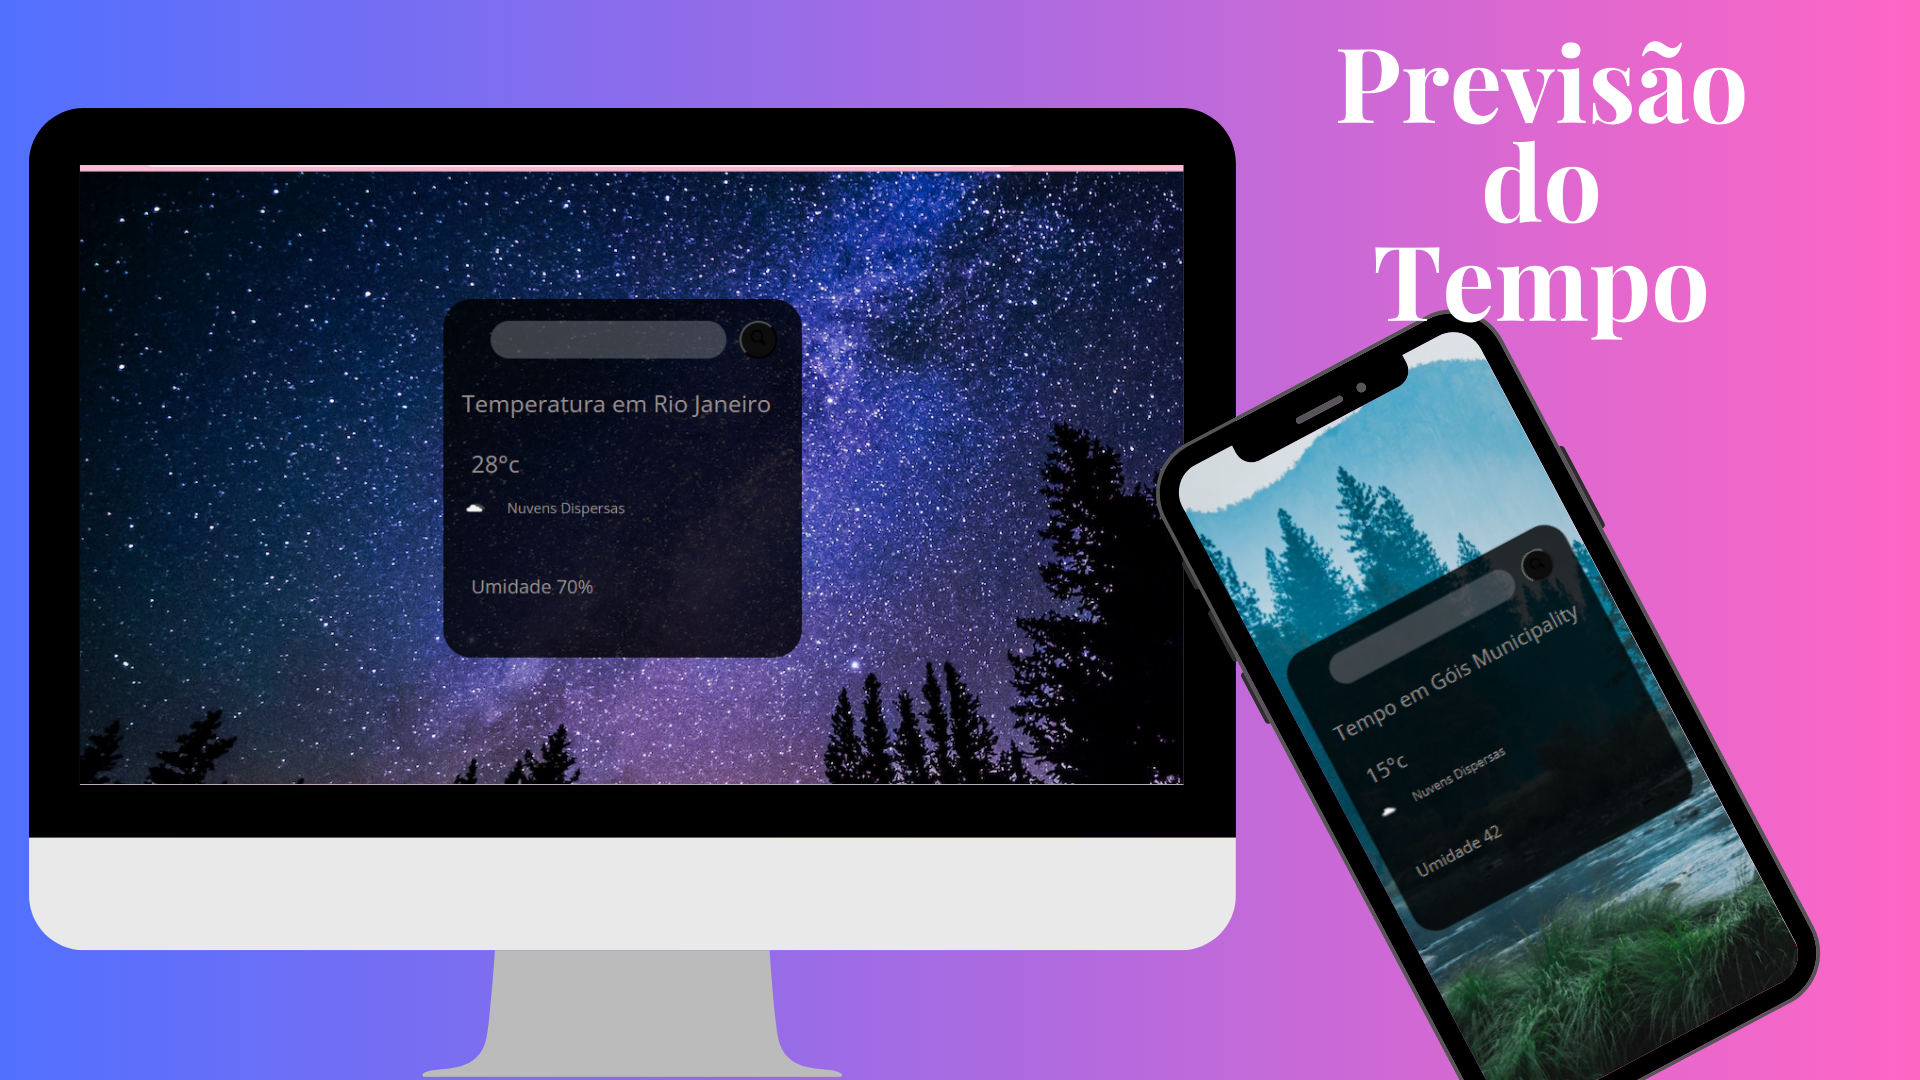 Previsão
do
Tempo
Temperatura em Rio Janeiro
28°c
Nuvens Dispersas
Umidade 70%
Tempo em Góis Municipality
15°c
Nuvens Dispersas
Umidade 42